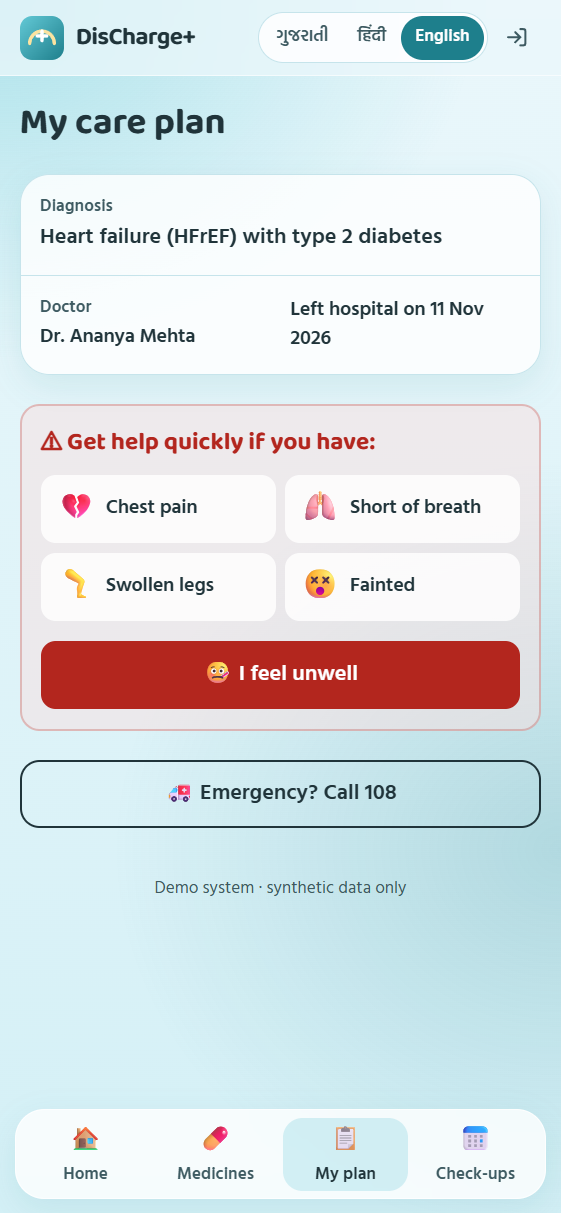 DisCharge+
ગુજરાતી
हिंदी
English
My care plan
Diagnosis
Heart failure (HFrEF) with type 2 diabetes
Doctor
Dr. Ananya Mehta
Left hospital on 11 Nov
2026
⚠ Get help quickly if you have:
Chest pain
Short of breath
Swollen legs
Fainted
I feel unwell
Emergency? Call 108
Demo system · synthetic data only
Home
Medicines
My plan
Check-ups